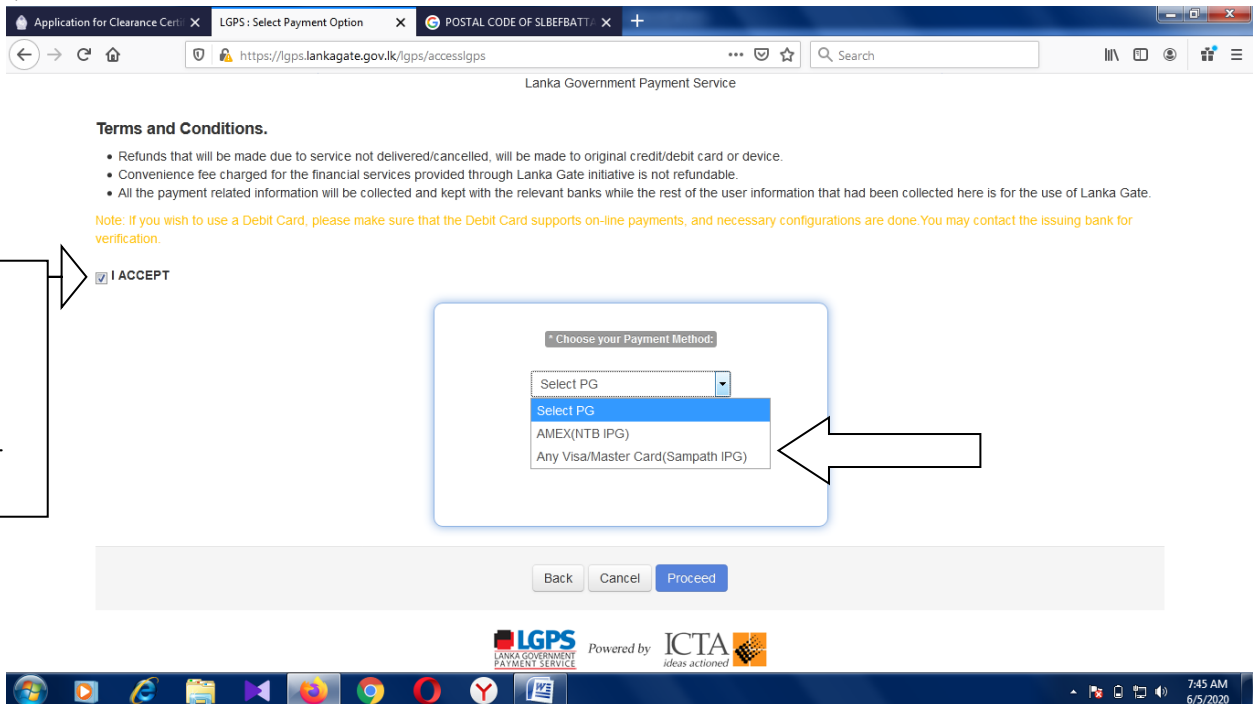 Application for Clearance Certi
LGPS : Select Payment Option
POSTAL CODE OF SLBEFBATTA
https://lgps.lankagate.gov.lk/lgps/accesslgps
Search
Lanka Government Payment Service
Terms and Conditions.
• Refunds that will be made due to service not delivered/cancelled, will be made to original credit/debit card or device.
• Convenience fee charged for the financial services provided through Lanka Gate initiative is not refundable.
• All the payment related information will be collected and kept with the relevant banks while the rest of the user information that had been collected here is for the use of Lanka Gate.
Note: If you wish to use a Debit Card, please make sure that the Debit Card supports on-line payments, and necessary configurations are done.You may contact the issuing bank for
verification.
I ACCEPT
* Choose your Payment Method:
Select PG
Select PG
AMEX(NTB IPG)
Any Visa/Master Card(Sampath IPG)
Back Cancel Proceed
LGPS
LANKA GOVERNMENT
PAYMENT SERVICE
Powered by
ICTA
ideas actioned
7:45 AM
6/5/2020